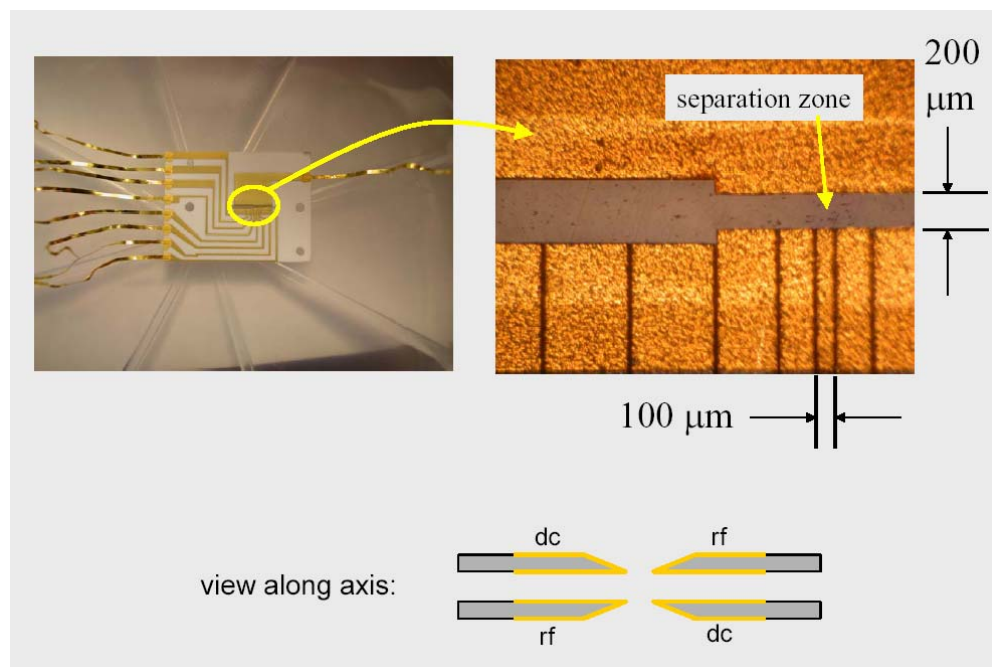 200
μm
separation zone
100 μm
dc
rf
view along axis:
rf
dc